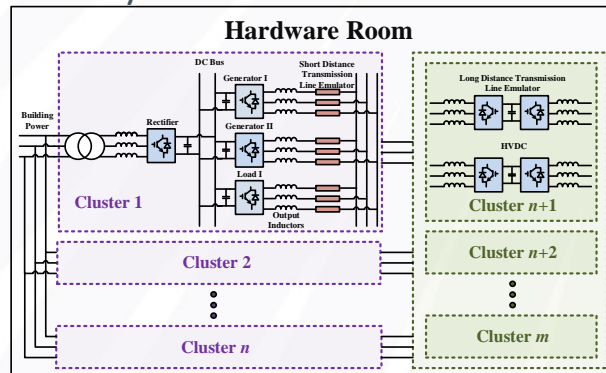 Hardware Room
DC Bus
Generator I
Short Distance
Transmission
Line Emulator
Building
Power
Rectifier
Generator II
Load I
Output
Inductors
Cluster 1
Long Distance Transmission
Line Emulator
HVDC
Cluster n+1
Cluster 2
Cluster n+2
Cluster n
Cluster m